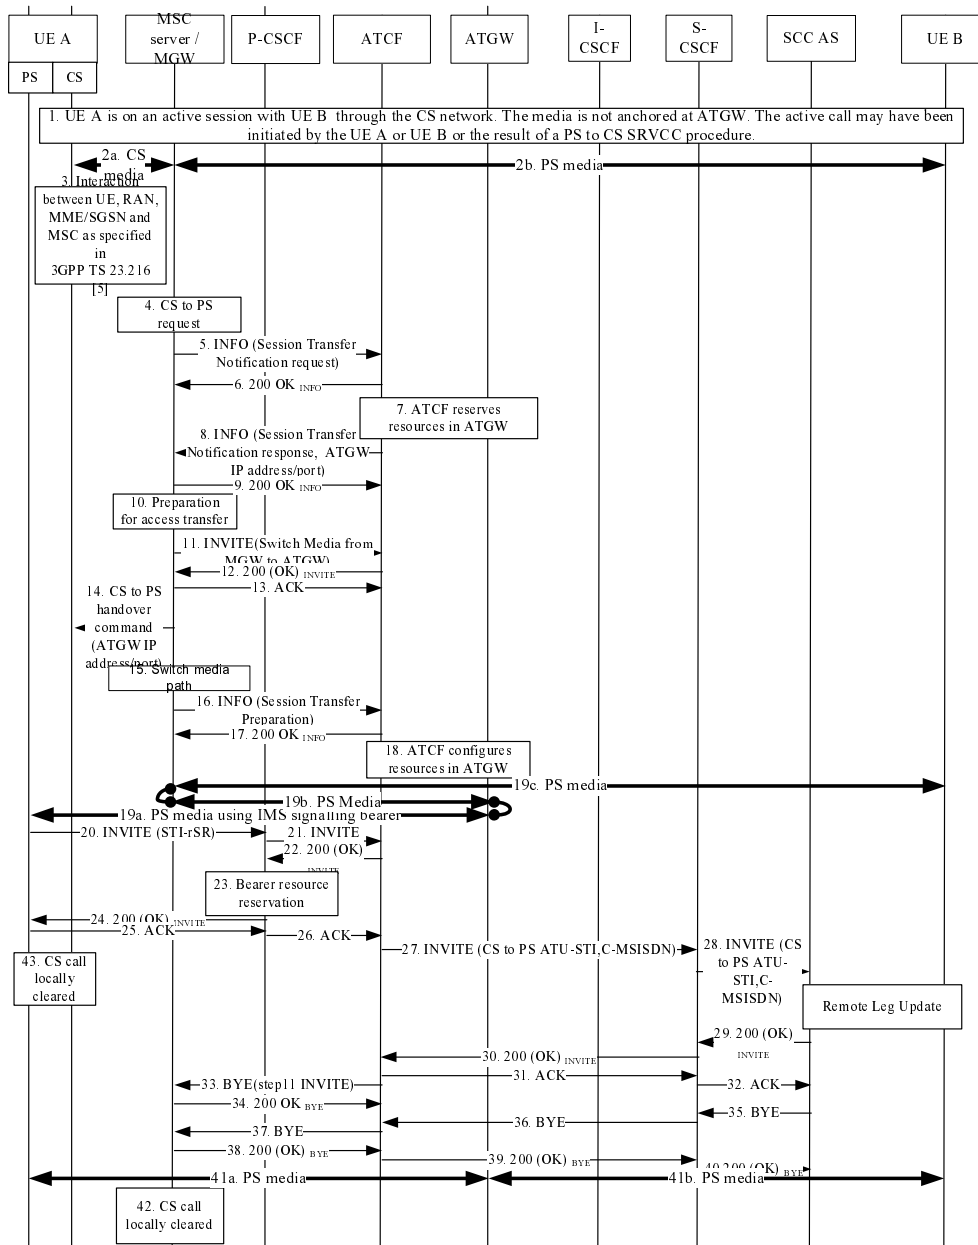 UE A
MSC
server /
MGW
P-CSCF
ATCF
ATGW
I-
CSCF
S-
CSCF
SCC AS
UE B
PS
CS
1. UE A is on an active session with UE B through the CS network. The media is not anchored at ATGW. The active call may have been
initiated by the UE A or UE B or the result of a PS to CS SRVCC procedure.
2a. CS
media
2b. PS media
3. Interaction
between UE, RAN,
MME/SGSN and
MSC as specified
in
3GPP TS 23.216
[5]
4. CS to PS
request
5. INFO (Session Transfer
Notification request)
6. 200 OK INFO
7. ATCF reserves
resources in ATGW
8. INFO (Session Transfer
Notification response, ATGW
IP address/port)
9. 200 OK INFO
10. Preparation
for access transfer
11. INVITE(Switch Media from
MGW to ATGW)
12. 200 (OK) INVITE
13. ACK
14. CS to PS
handover
command
(ATGW IP
address/port)
15. Switch media
path
16. INFO (Session Transfer
Preparation)
17. 200 OK INFO
18. ATCF configures
resources in ATGW
19c. PS media
19b. PS Media
19a. PS media using IMS signalling bearer
20. INVITE (STI-rSR)
21. INVITE
22. 200 (OK)
INVITE
23. Bearer resource
reservation
24. 200 (OK) INVITE
25. ACK
26. ACK
27. INVITE (CS to PS ATU-STI,C-MSISDN)
28. INVITE (CS
to PS ATU-
STI,C-
MSISDN)
43. CS call
locally
cleared
Remote Leg Update
29. 200 (OK)
INVITE
30. 200 (OK) INVITE
31. ACK
32. ACK
33. BYE(step11 INVITE)
34. 200 OK BYE
35. BYE
36. BYE
37. BYE
38. 200 (OK) BYE
39. 200 (OK) BYE
40.200 (OK) BYE
41a. PS media
41b. PS media
42. CS call
locally cleared